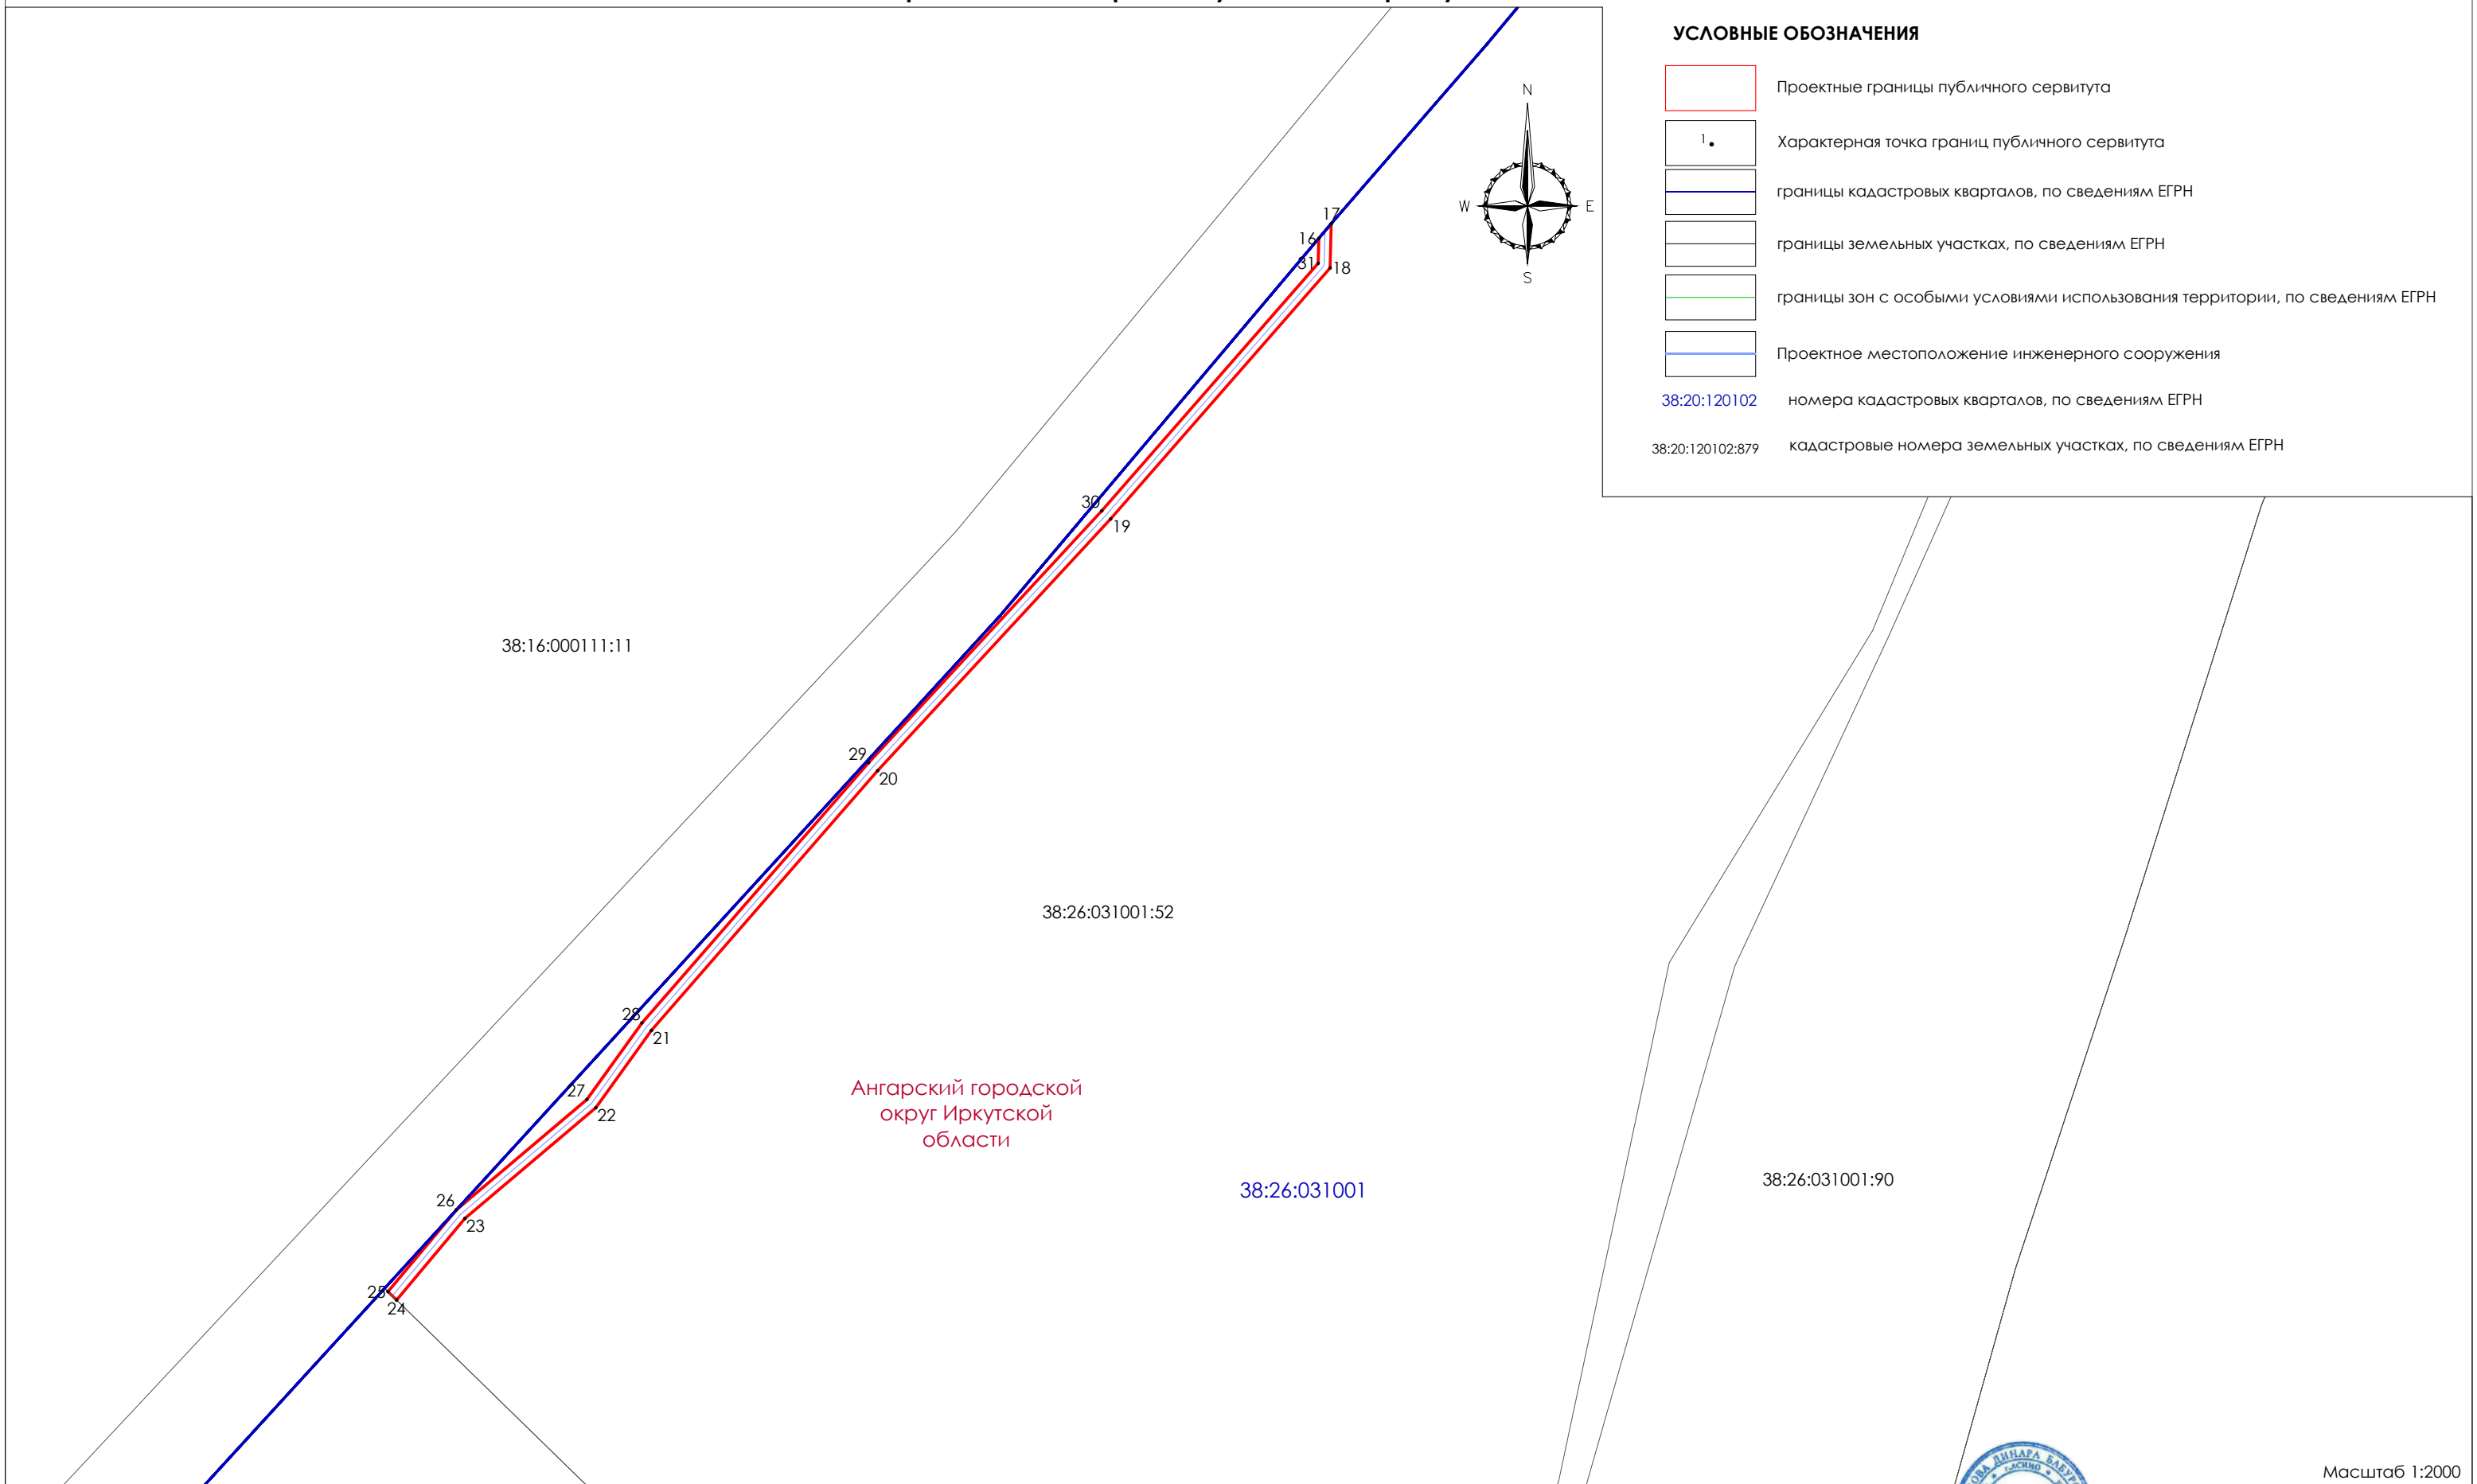 УСЛОВНЫЕ ОБОЗНАЧЕНИЯ
Проектные границы публичного сервитута
1
Характерная точка границ публичного сервитута
границы кадастровых кварталов, по сведениям ЕГРН
границы земельных участках, по сведениям ЕГРН
границы зон с особыми условиями использования территории, по сведениям ЕГРН
Проектное местоположение инженерного сооружения
38:20:120102 номера кадастровых кварталов, по сведениям ЕГРН
38:20:120102:879 кадастровые номера земельных участках, по сведениям ЕГРН
N
W E
S
17
16
31
18
30
19
38:16:000111:11
29
20
38:26:031001:52
28
21
Ангарский городской
округ Иркутской
области
27
22
38:26:031001:90
38:26:031001
26
23
25
24
ДИНАРА
г.АСИНО
Масштаб 1:2000